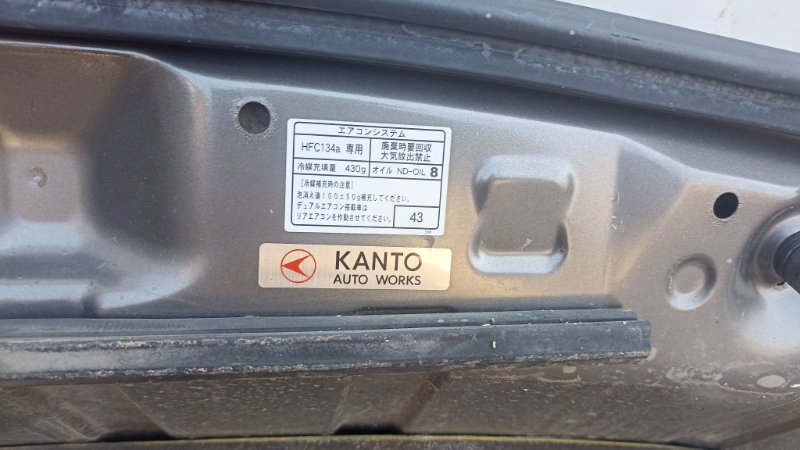 エアコンシステム
HFC134a 専用
廃棄時要回収
大気放出禁止
冷媒充填量 430g
オイル ND-OIL 8
[冷媒補充時の注意]
泡消え後100±50g補充してください。
デュアルエアコン搭載車は
リアエアコンを作動させてください。
43
3M
KANTO
AUTO WORKS